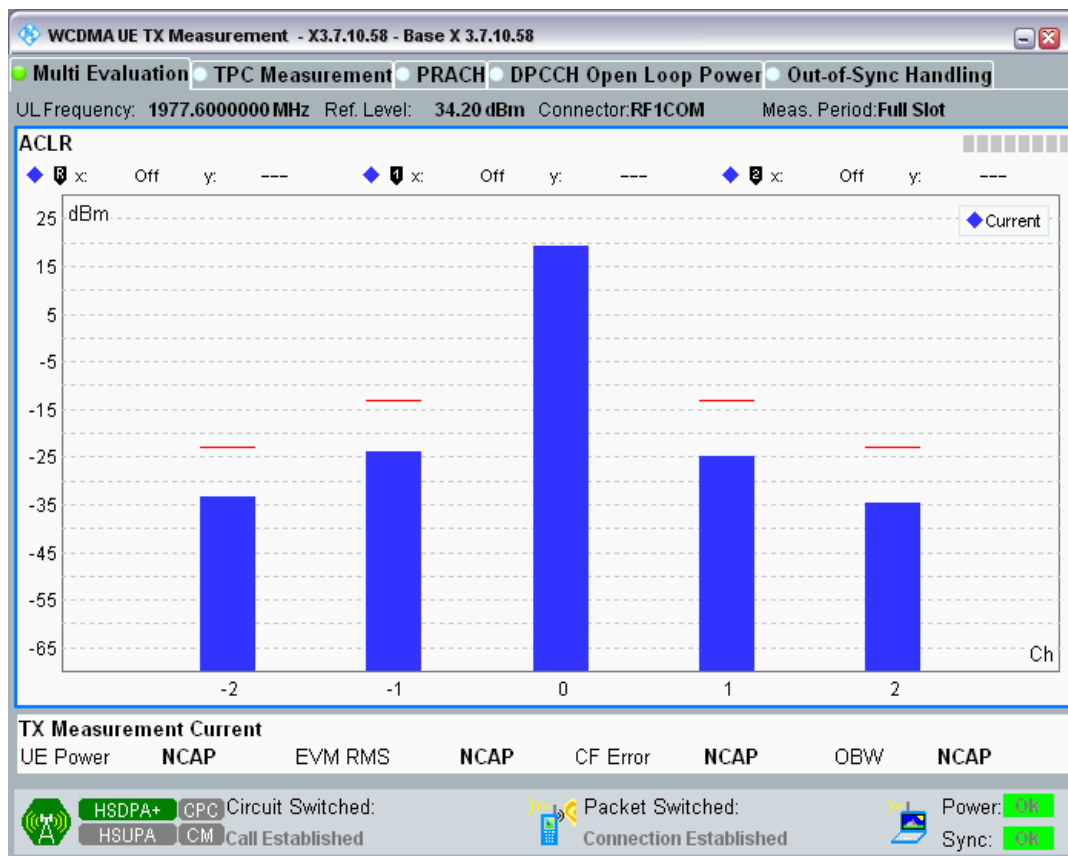 WCDMA UE TX Measurement - X3.7.10.58 - Base X 3.7.10.58
Multi Evaluation TPC Measurement PRACH DPCCH Open Loop Power Out-of-Sync Handling
UL Frequency: 1977.6000000 MHz Ref. Level: 34.20 dBm Connector:RF1COM Meas. Period:Full Slot
ACLR
R x: Off y: --- 1 x: Off y: --- 2 x: Off y: ---
dBm
Current
25
15
5
-5
-15
-25
-35
-45
-55
-65
Ch
-2 -1 0 1 2
TX Measurement Current
UE Power NCAP EVM RMS NCAP CF Error NCAP OBW NCAP
HSDPA+ CPC Circuit Switched: Packet Switched: Power: OK
HSUPA CM Call Established Connection Established Sync: OK